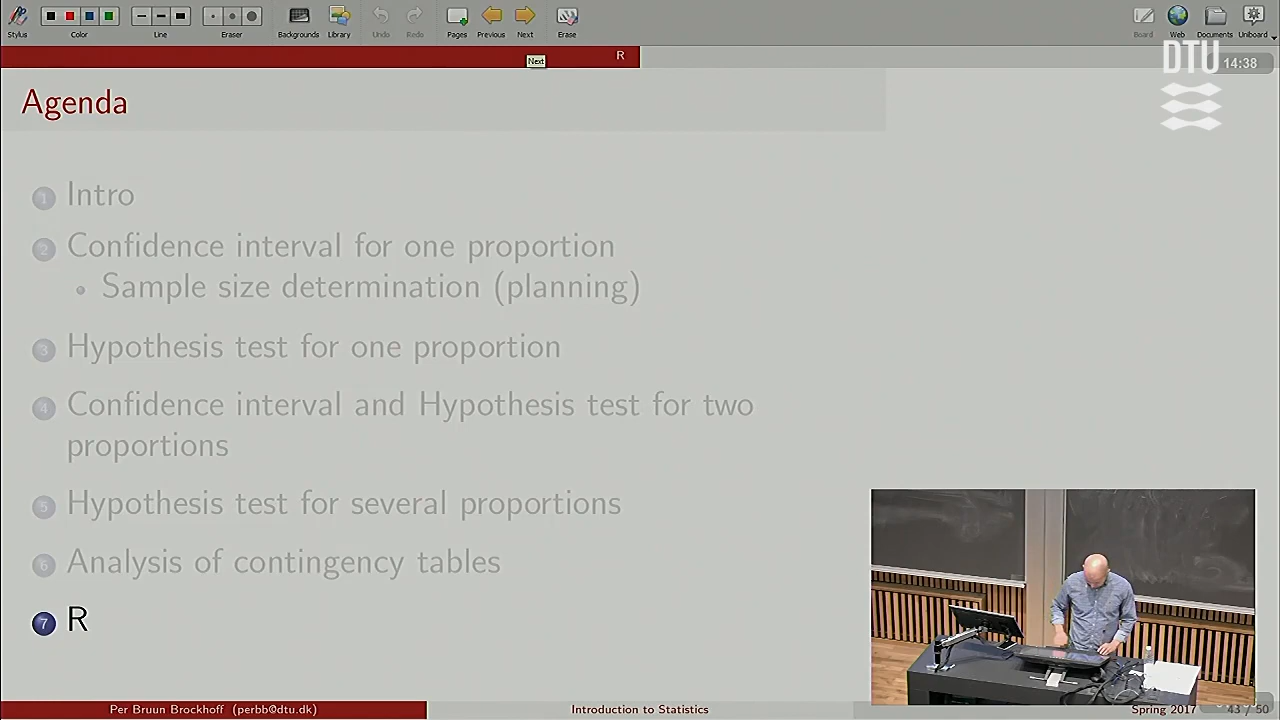 Stylus
Color
Line
Eraser
Backgrounds
Library
Undo
Redo
Pages
Previous
Next
Erase
Board
Web
Documents
Uniboard
Next
R
DTU
14:38
Agenda
1 Intro
2 Confidence interval for one proportion
• Sample size determination (planning)
3 Hypothesis test for one proportion
4 Confidence interval and Hypothesis test for two
proportions
5 Hypothesis test for several proportions
6 Analysis of contingency tables
7 R
Per Bruun Brockhoff (perbb@dtu.dk)
Introduction to Statistics
Spring 2017
43 / 50